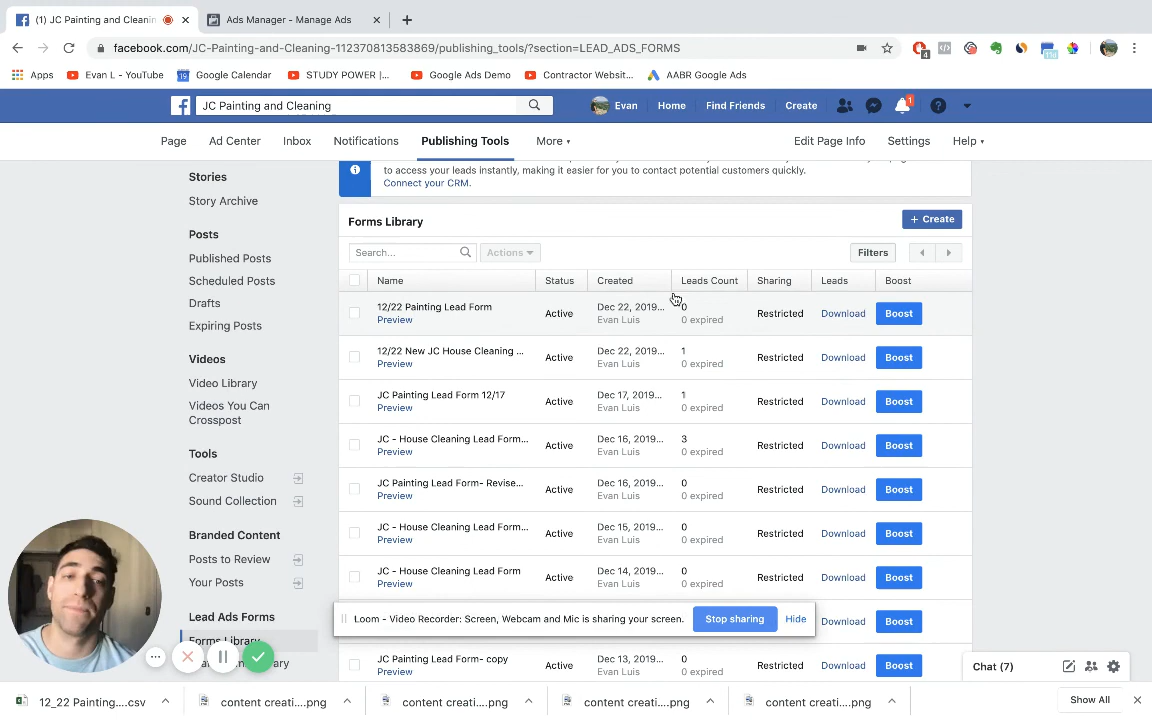 (1) JC Painting and Cleanin
Ads Manager - Manage Ads
facebook.com/JC-Painting-and-Cleaning-112370813583869/publishing_tools/?section=LEAD_ADS_FORMS
4
17d
Apps
Evan L - YouTube
19
Google Calendar
STUDY POWER |...
Google Ads Demo
Contractor Websit...
AABR Google Ads
JC Painting and Cleaning
Evan
Home
Find Friends
Create
1
Page
Ad Center
Inbox
Notifications
Publishing Tools
More
Edit Page Info
Settings
Help
to access your leads instantly, making it easier for you to contact potential customers quickly.
Connect your CRM.
Stories
Story Archive
Posts
Published Posts
Scheduled Posts
Drafts
Expiring Posts
Videos
Video Library
Videos You Can
Crosspost
Tools
Creator Studio
Sound Collection
Branded Content
Posts to Review
Your Posts
Lead Ads Forms
Forms Library
Forms Library
+ Create
Search...
Actions
Filters
Name
Status
Created
Leads Count
Sharing
Leads
Boost
12/22 Painting Lead Form
Preview
Active
Dec 22, 2019...
Evan Luis
0
0 expired
Restricted
Download
Boost
12/22 New JC House Cleaning ...
Preview
Active
Dec 22, 2019...
Evan Luis
1
0 expired
Restricted
Download
Boost
JC Painting Lead Form 12/17
Preview
Active
Dec 17, 2019...
Evan Luis
1
0 expired
Restricted
Download
Boost
JC - House Cleaning Lead Form...
Preview
Active
Dec 16, 2019...
Evan Luis
3
0 expired
Restricted
Download
Boost
JC Painting Lead Form- Revise...
Preview
Active
Dec 16, 2019...
Evan Luis
0
0 expired
Restricted
Download
Boost
JC - House Cleaning Lead Form...
Preview
Active
Dec 15, 2019...
Evan Luis
0
0 expired
Restricted
Download
Boost
JC - House Cleaning Lead Form
Preview
Active
Dec 14, 2019...
Evan Luis
0
0 expired
Restricted
Download
Boost
Loom - Video Recorder: Screen, Webcam and Mic is sharing your screen.
Stop sharing
Hide
Download
Boost
JC Painting Lead Form- copy
Preview
Active
Dec 13, 2019...
Evan Luis
0
0 expired
Restricted
Download
Boost
Chat (7)
12_22 Painting....csv
content creati....png
content creati....png
content creati....png
content creati....png
Show All